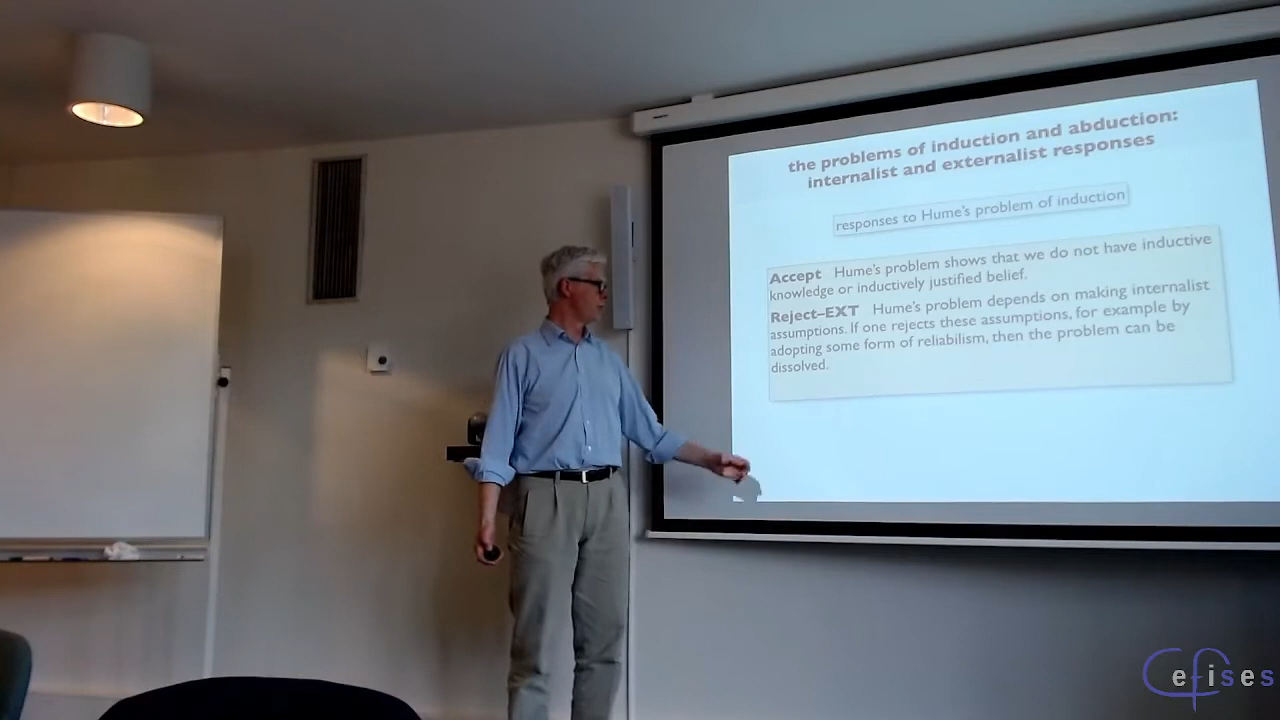 the problems of induction and abduction:
internalist and externalist responses
responses to Hume's problem of induction
Accept Hume's problem shows that we do not have inductive
knowledge or inductively justified belief.
Reject–EXT Hume's problem depends on making internalist
assumptions. If one rejects these assumptions, for example by
adopting some form of reliabilism, then the problem can be
dissolved.
Cefises